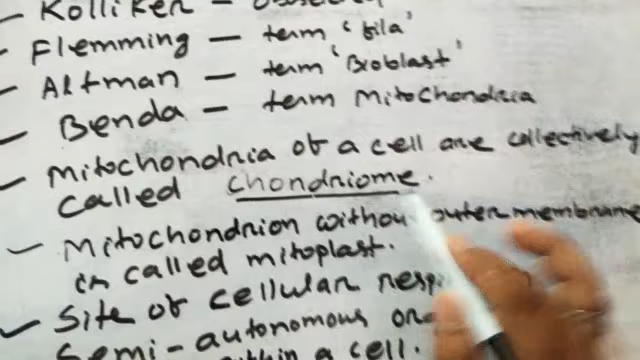 Kolliker –
Flemming – term 'fila'
Altman – term 'Bioblast'
Benda – term Mitochondria
Mitochondria of a cell are collectively
called chondriome.
Mitochondrion without outer membrane
is called mitoplast.
Site of cellular
Semi-autonomous
within a cell.